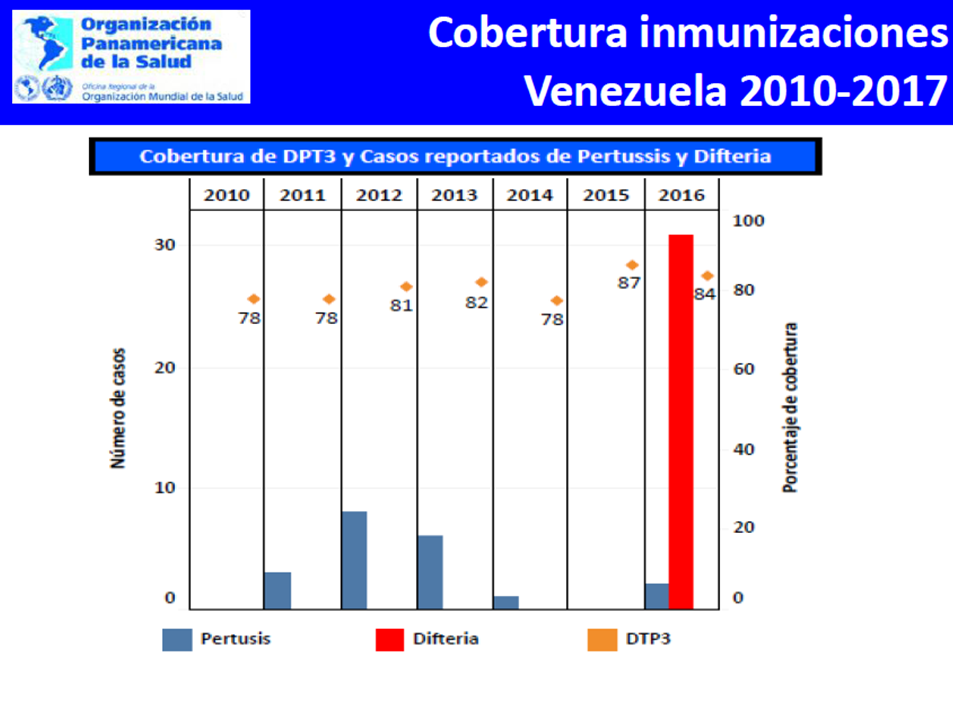 Organización
Panamericana
de la Salud
Oficina Regional de la
Organización Mundial de la Salud
Cobertura inmunizaciones
Venezuela 2010-2017
Cobertura de DPT3 y Casos reportados de Pertussis y Difteria
2010 2011 2012 2013 2014 2015 2016
100
30
80
87
84
82
81
78 78 78
20
60
40
10
20
0 0
Número de casos
Porcentaje de cobertura
Pertusis Difteria DTP3